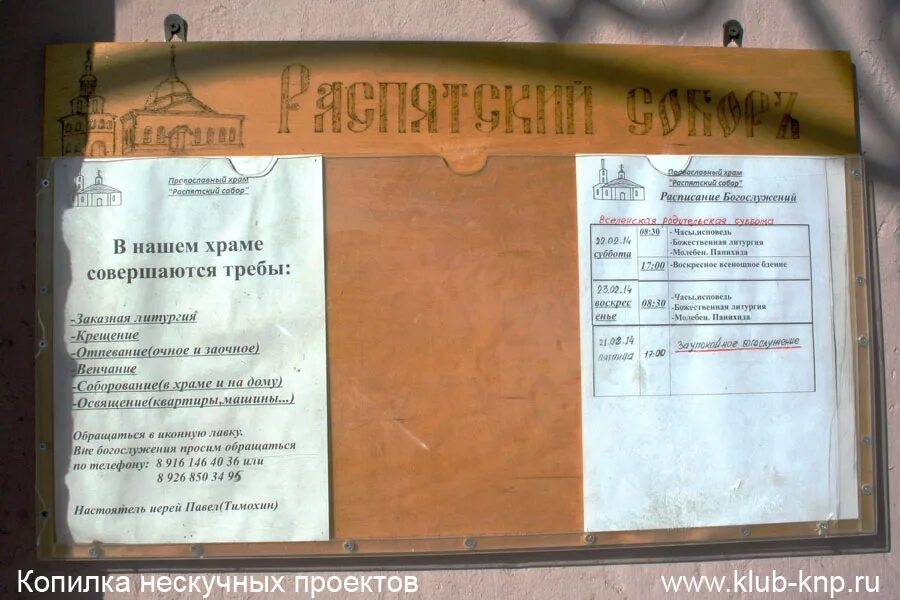 Распятский соборъ
Православный храм
"Распятский собор"
В нашем храме
совершаются требы:
-Заказная литургия
-Крещение
-Отпевание(очное и заочное)
-Венчание
-Соборование(в храме и на дому)
-Освящение(квартиры,машины...)
Обращаться в иконную лавку.
Вне богослужения просим обращаться
по телефону: 8 916 146 40 36 или
8 926 850 34 95
Настоятель иерей Павел(Тимохин)
Православный храм
"Распятский собор"
Расписание Богослужений
Вселенская родительская суббота
22.02.14
суббота
08:30
-Часы,исповедь
-Божественная литургия
-Молебен. Панихида
17:00
-Воскресное всенощное бдение
23.02.14
воскрес
енье
08:30
-Часы,исповедь
-Божественная литургия
-Молебен. Панихида
21.02.14
пятница
17:00
Заупокойное богослужение
Копилка нескучных проектов
www.klub-knp.ru